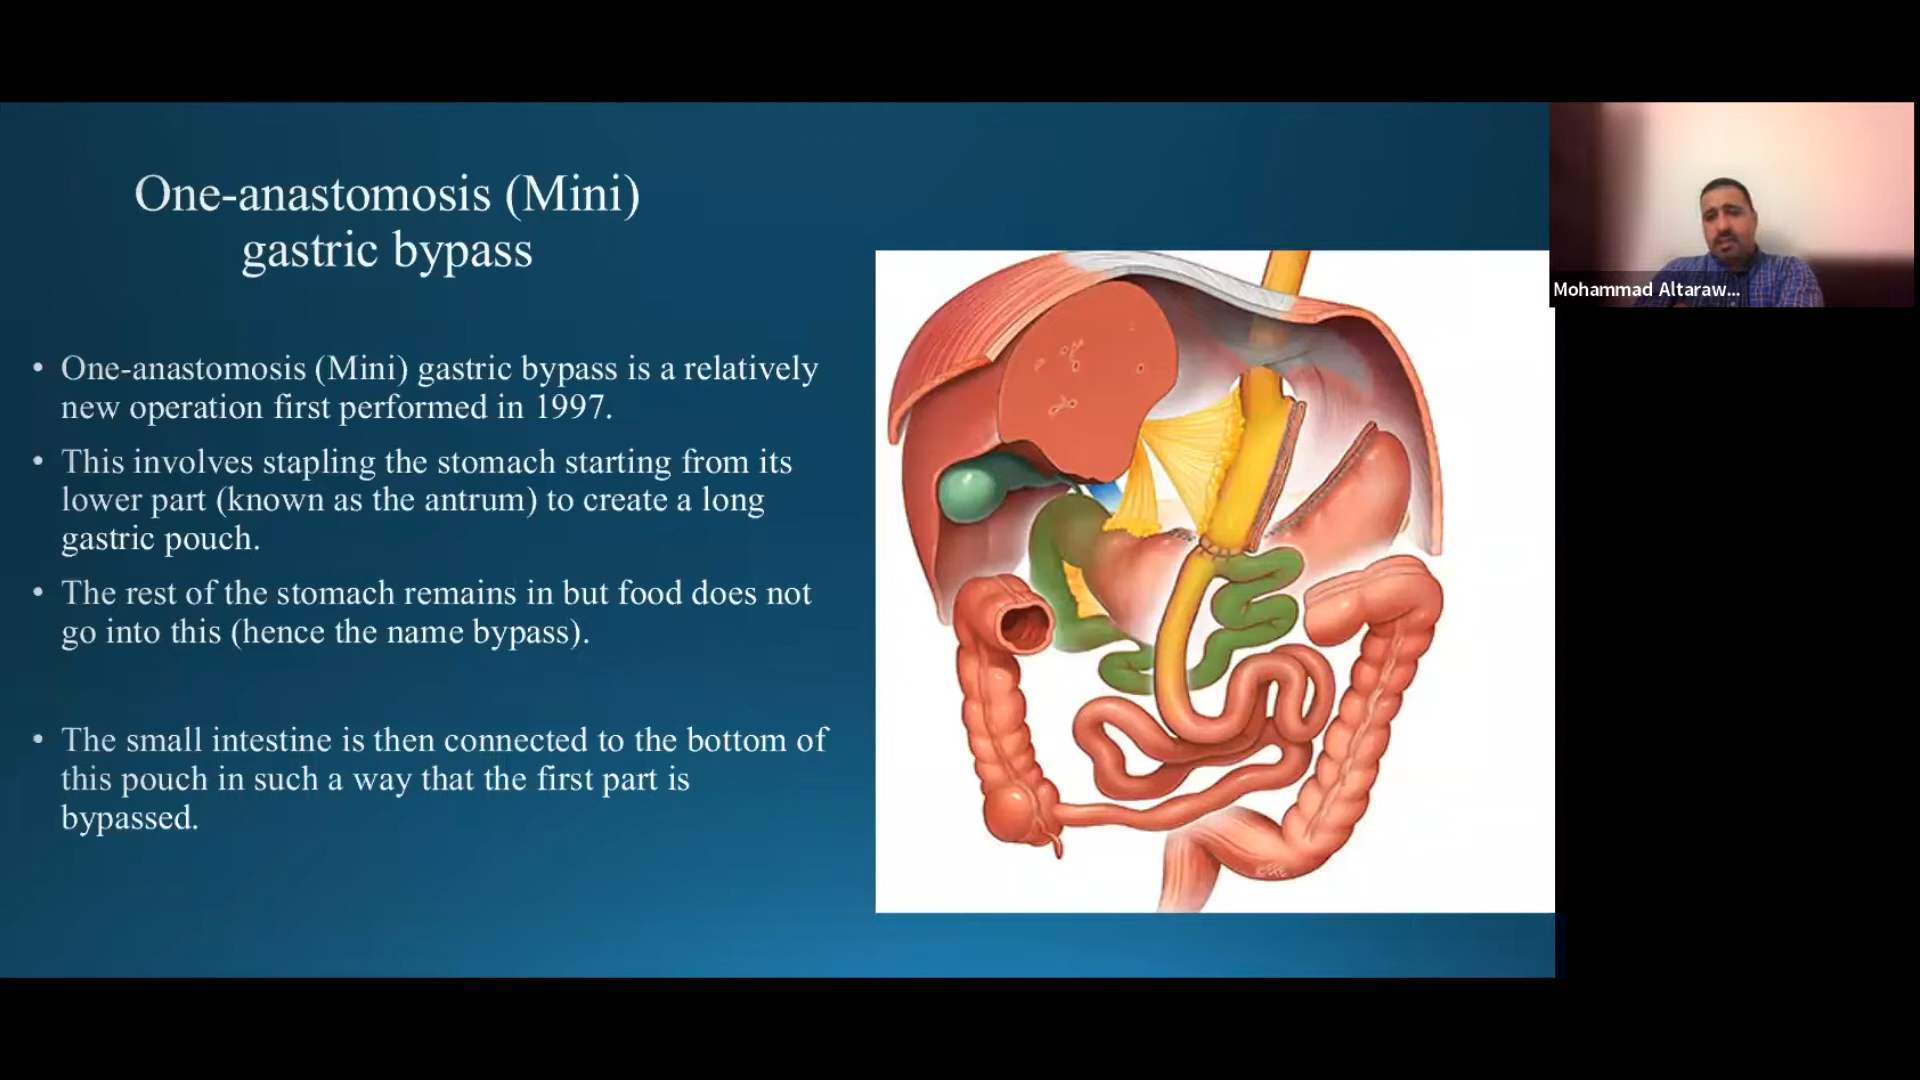 One-anastomosis (Mini)
gastric bypass
• One-anastomosis (Mini) gastric bypass is a relatively
new operation first performed in 1997.
• This involves stapling the stomach starting from its
lower part (known as the antrum) to create a long
gastric pouch.
• The rest of the stomach remains in but food does not
go into this (hence the name bypass).
• The small intestine is then connected to the bottom of
this pouch in such a way that the first part is
bypassed.
Mohammad Altaraw...